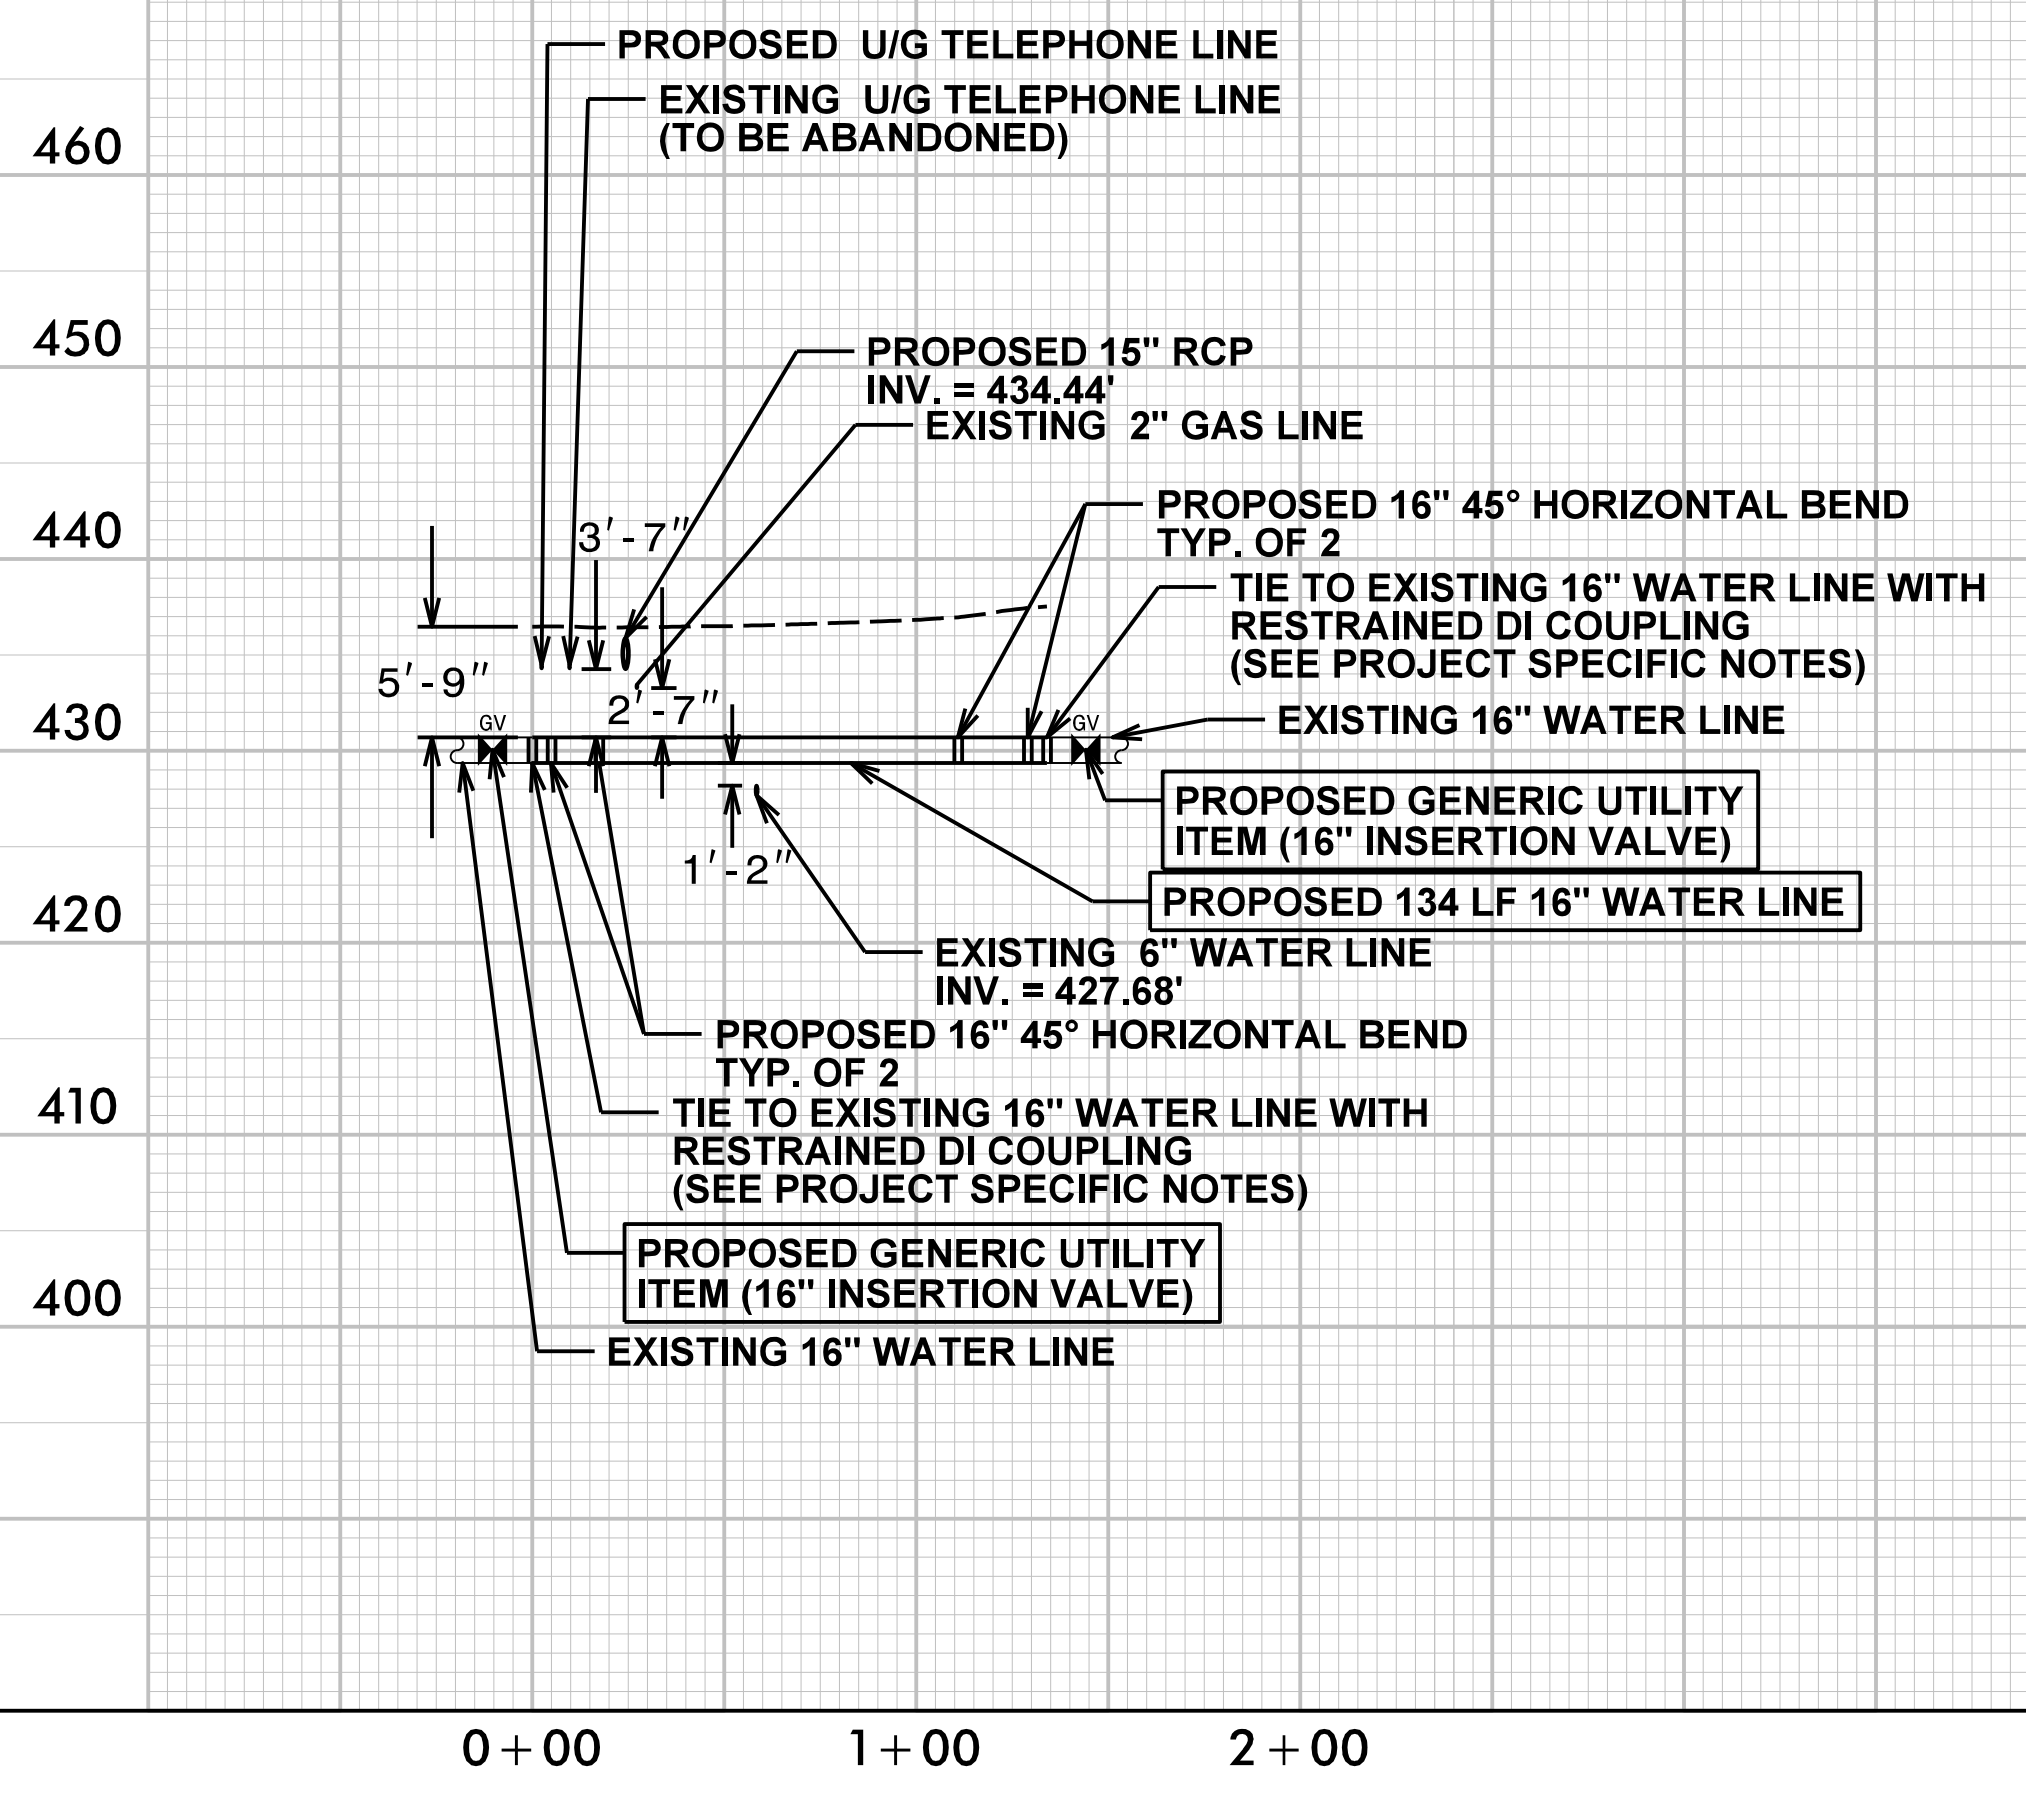 PROPOSED U/G TELEPHONE LINE
EXISTING U/G TELEPHONE LINE
(TO BE ABANDONED)
460
450
PROPOSED 15" RCP
INV. = 434.44'
EXISTING 2" GAS LINE
440
3'-7"
PROPOSED 16" 45° HORIZONTAL BEND
TYP. OF 2
TIE TO EXISTING 16" WATER LINE WITH
RESTRAINED DI COUPLING
(SEE PROJECT SPECIFIC NOTES)
5'-9"
2'-7"
430
GV
GV
EXISTING 16" WATER LINE
PROPOSED GENERIC UTILITY
ITEM (16" INSERTION VALVE)
1'-2"
PROPOSED 134 LF 16" WATER LINE
420
EXISTING 6" WATER LINE
INV. = 427.68'
PROPOSED 16" 45° HORIZONTAL BEND
TYP. OF 2
410
TIE TO EXISTING 16" WATER LINE WITH
RESTRAINED DI COUPLING
(SEE PROJECT SPECIFIC NOTES)
PROPOSED GENERIC UTILITY
ITEM (16" INSERTION VALVE)
400
EXISTING 16" WATER LINE
0+00 1+00 2+00